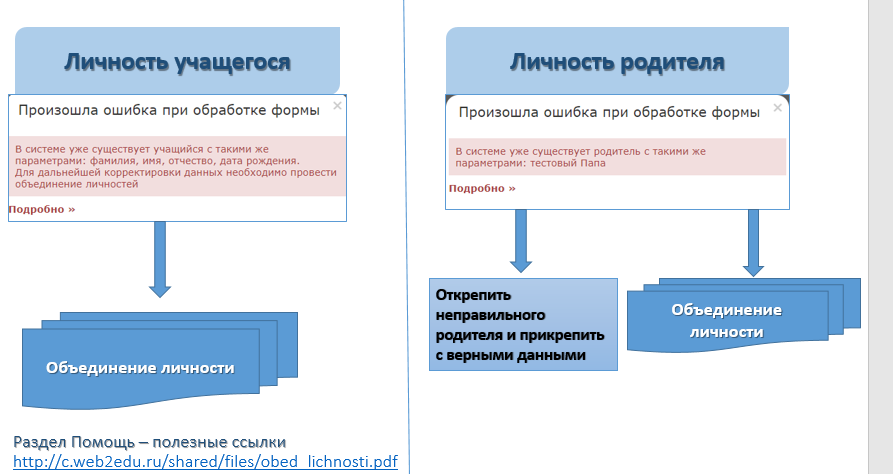 Личность учащегося
Произошла ошибка при обработке формы ×
В системе уже существует учащийся с такими же
параметрами: фамилия, имя, отчество, дата рождения.
Для дальнейшей корректировки данных необходимо провести
объединение личностей
Подробно »
Объединение личности
Раздел Помощь – полезные ссылки
http://c.web2edu.ru/shared/files/obed_lichnosti.pdf
Личность родителя
Произошла ошибка при обработке формы ×
В системе уже существует родитель с такими же
параметрами: тестовый Папа
Подробно »
Открепить
неправильного
родителя и прикрепить
с верными данными
Объединение
личности